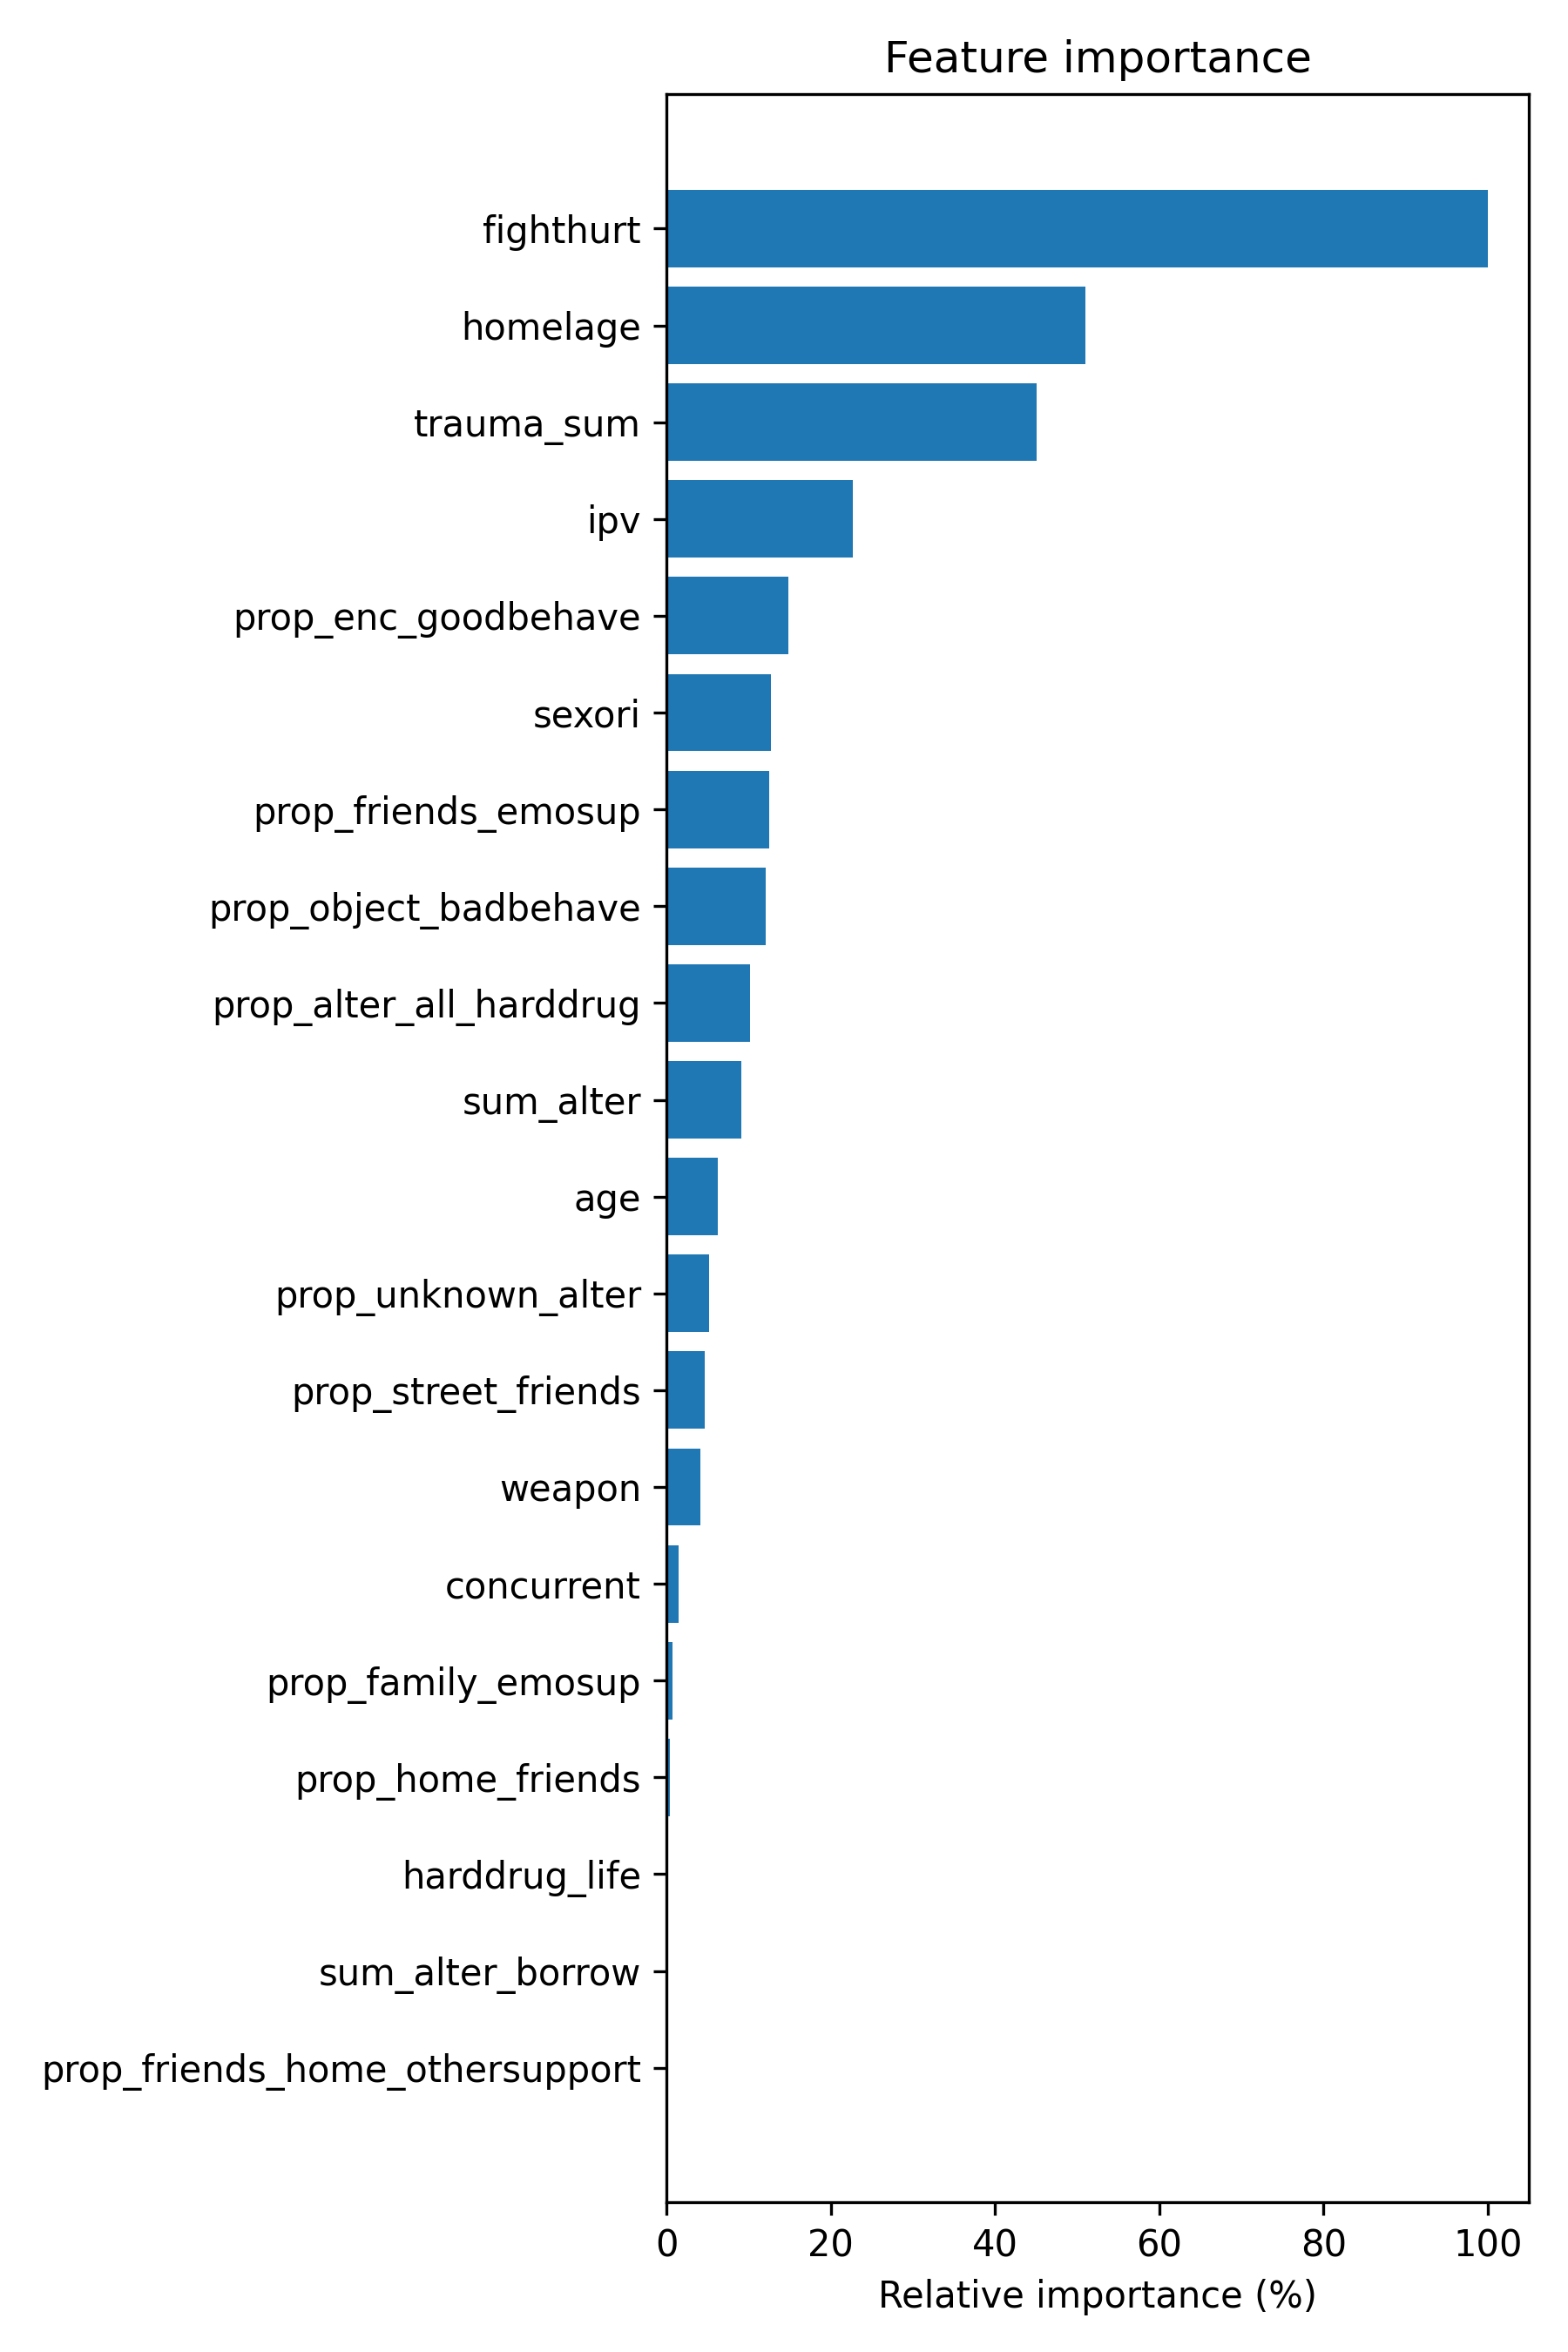 Feature importance
fighthurt
homelage
trauma_sum
ipv
prop_enc_goodbehave
sexori
prop_friends_emosup
prop_object_badbehave
prop_alter_all_harddrug
sum_alter
age
prop_unknown_alter
prop_street_friends
weapon
concurrent
prop_family_emosup
prop_home_friends
harddrug_life
sum_alter_borrow
prop_friends_home_othersupport
0 20 40 60 80 100
Relative importance (%)